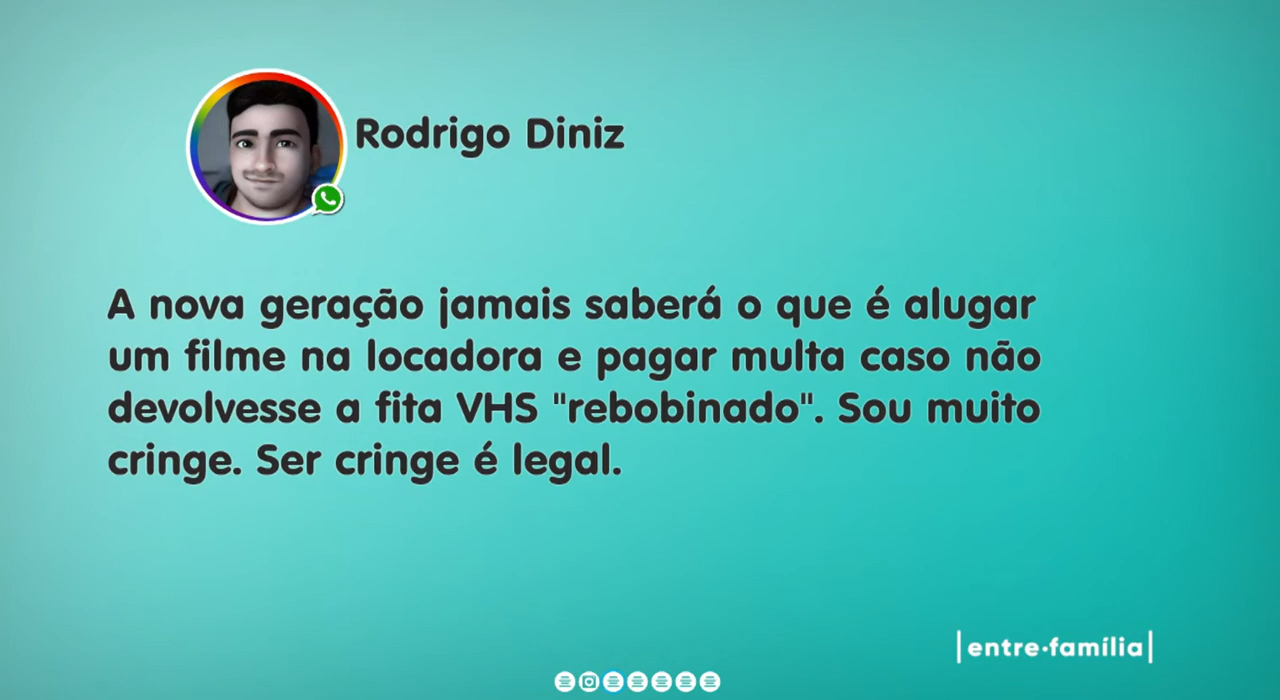 Rodrigo Diniz
A nova geração jamais saberá o que é alugar
um filme na locadora e pagar multa caso não
devolvesse a fita VHS "rebobinado". Sou muito
cringe. Ser cringe é legal.
|entre·família|